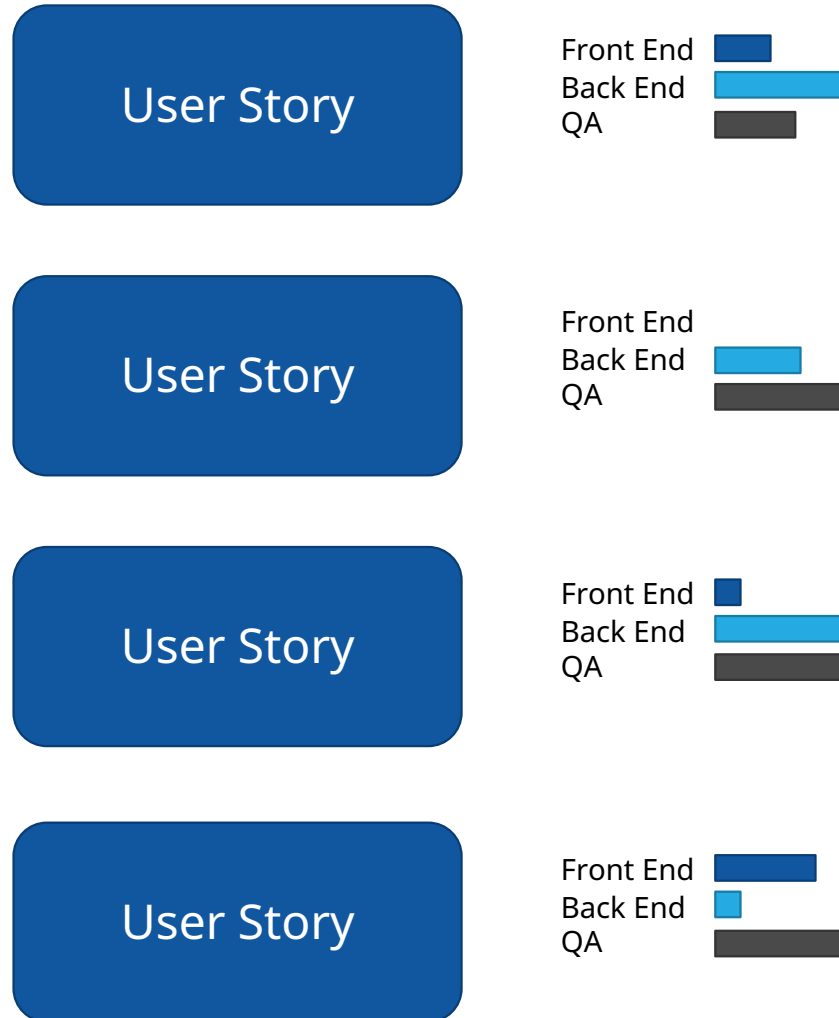 User Story
Front End
Back End
QA
User Story
Front End
Back End
QA
User Story
Front End
Back End
QA
User Story
Front End
Back End
QA